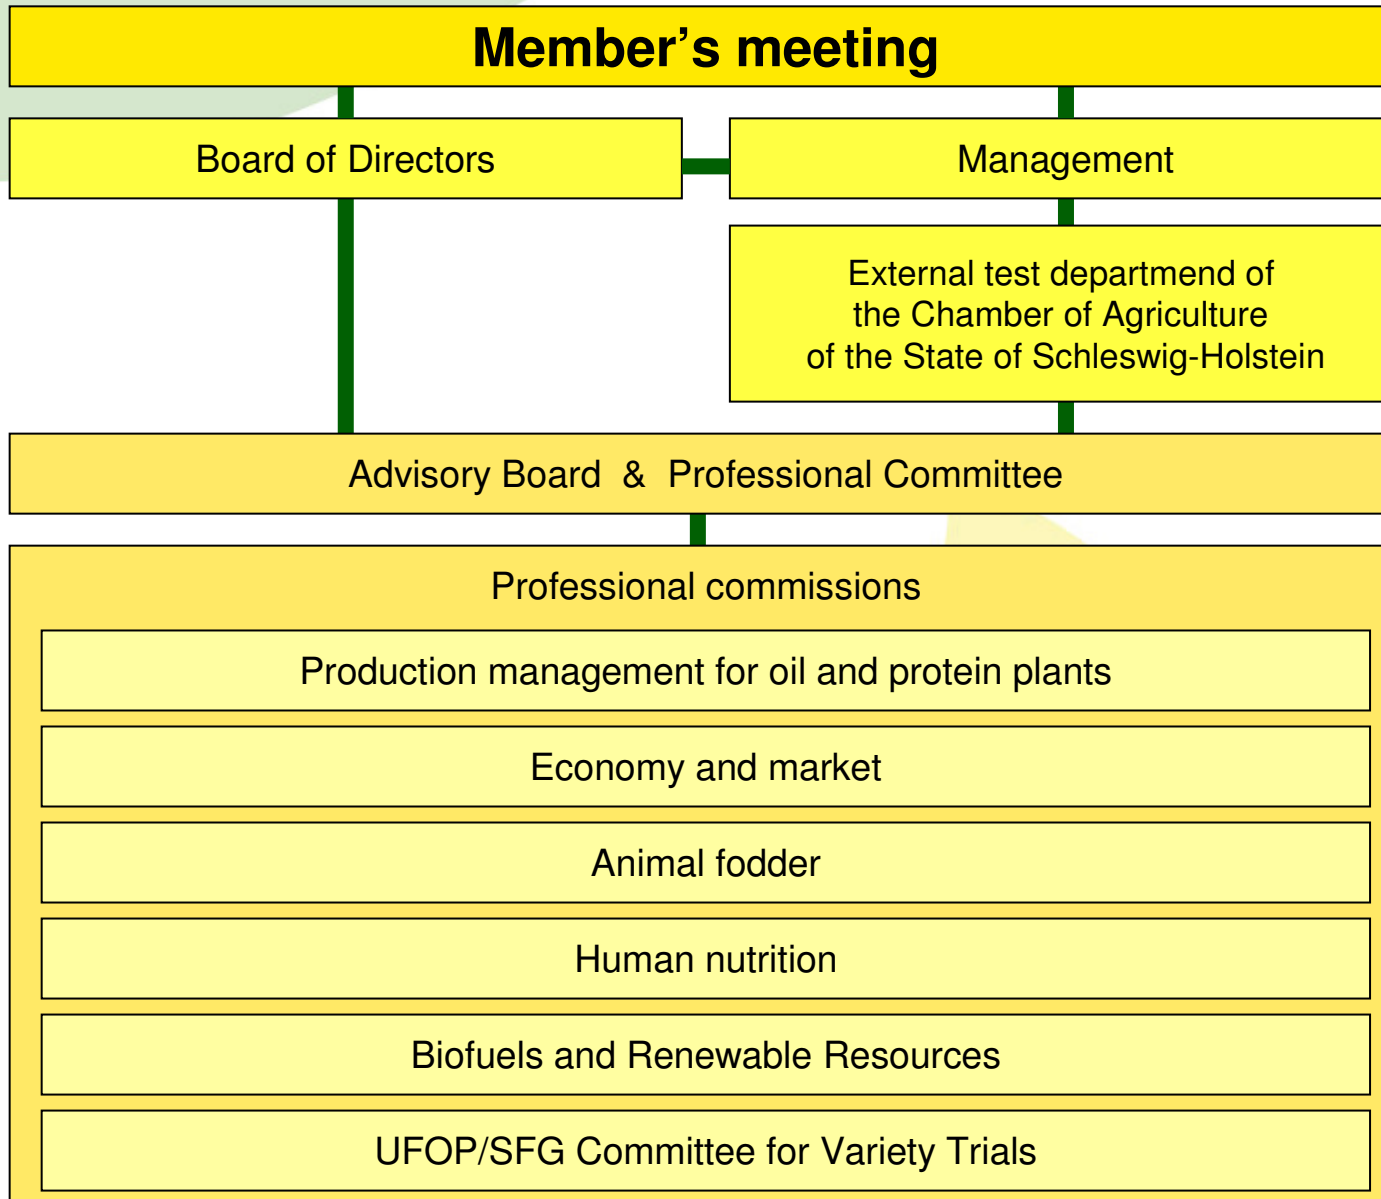 Member’s meeting
Board of Directors
Management
External test departmend of
the Chamber of Agriculture
of the State of Schleswig-Holstein
Advisory Board & Professional Committee
Professional commissions
Production management for oil and protein plants
Economy and market
Animal fodder
Human nutrition
Biofuels and Renewable Resources
UFOP/SFG Committee for Variety Trials